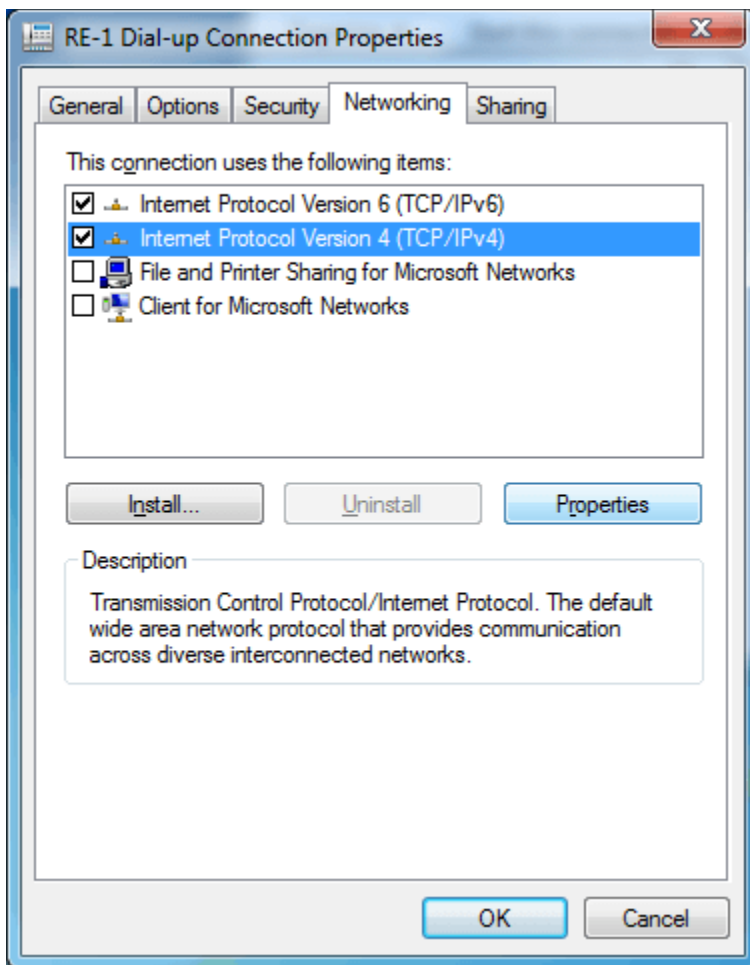 RE-1 Dial-up Connection Properties
General Options Security Networking Sharing
This connection uses the following items:
Internet Protocol Version 6 (TCP/IPv6)
Internet Protocol Version 4 (TCP/IPv4)
File and Printer Sharing for Microsoft Networks
Client for Microsoft Networks
Install... Uninstall Properties
Description
Transmission Control Protocol/Internet Protocol. The default
wide area network protocol that provides communication
across diverse interconnected networks.
OK Cancel